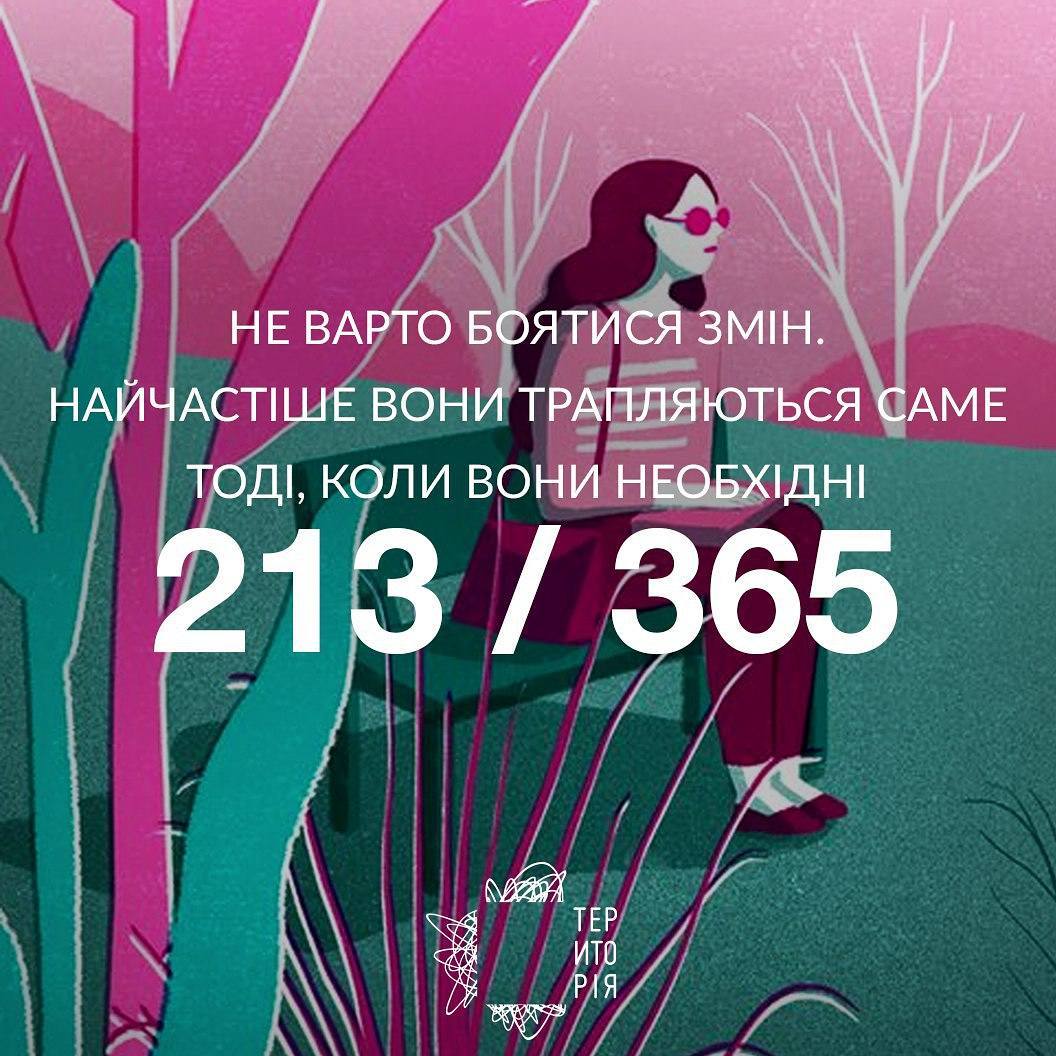 НЕ ВАРТО БОЯТИСЯ ЗМІН.
НАЙЧАСТІШЕ ВОНИ ТРАПЛЯЮТЬСЯ САМЕ
ТОДІ, КОЛИ ВОНИ НЕОБХІДНІ
213 / 365
ТЕР
ИТО
РІЯ